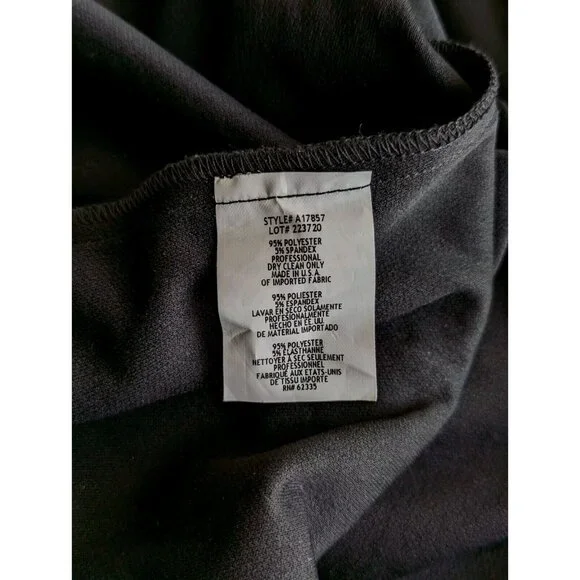 STYLE# A17857
LOT# 223720
95% POLYESTER
5% SPANDEX
PROFESSIONAL
DRY CLEAN ONLY
MADE IN U.S.A
OF IMPORTED FABRIC
95% POLIESTER
5% ESPANDEX
LAVAR EN SECO SOLAMENTE
PROFESIONALMENTE
HECHO EN EE.UU.
DE MATERIAL IMPORTADO
95% POLYESTER
5% ELASTHANNE
NETTOYER À SEC SEULEMENT
PROFESSIONNEL
FABRIQUE AUX ETATS-UNIS
DE TISSU IMPORTE
RN# 62335